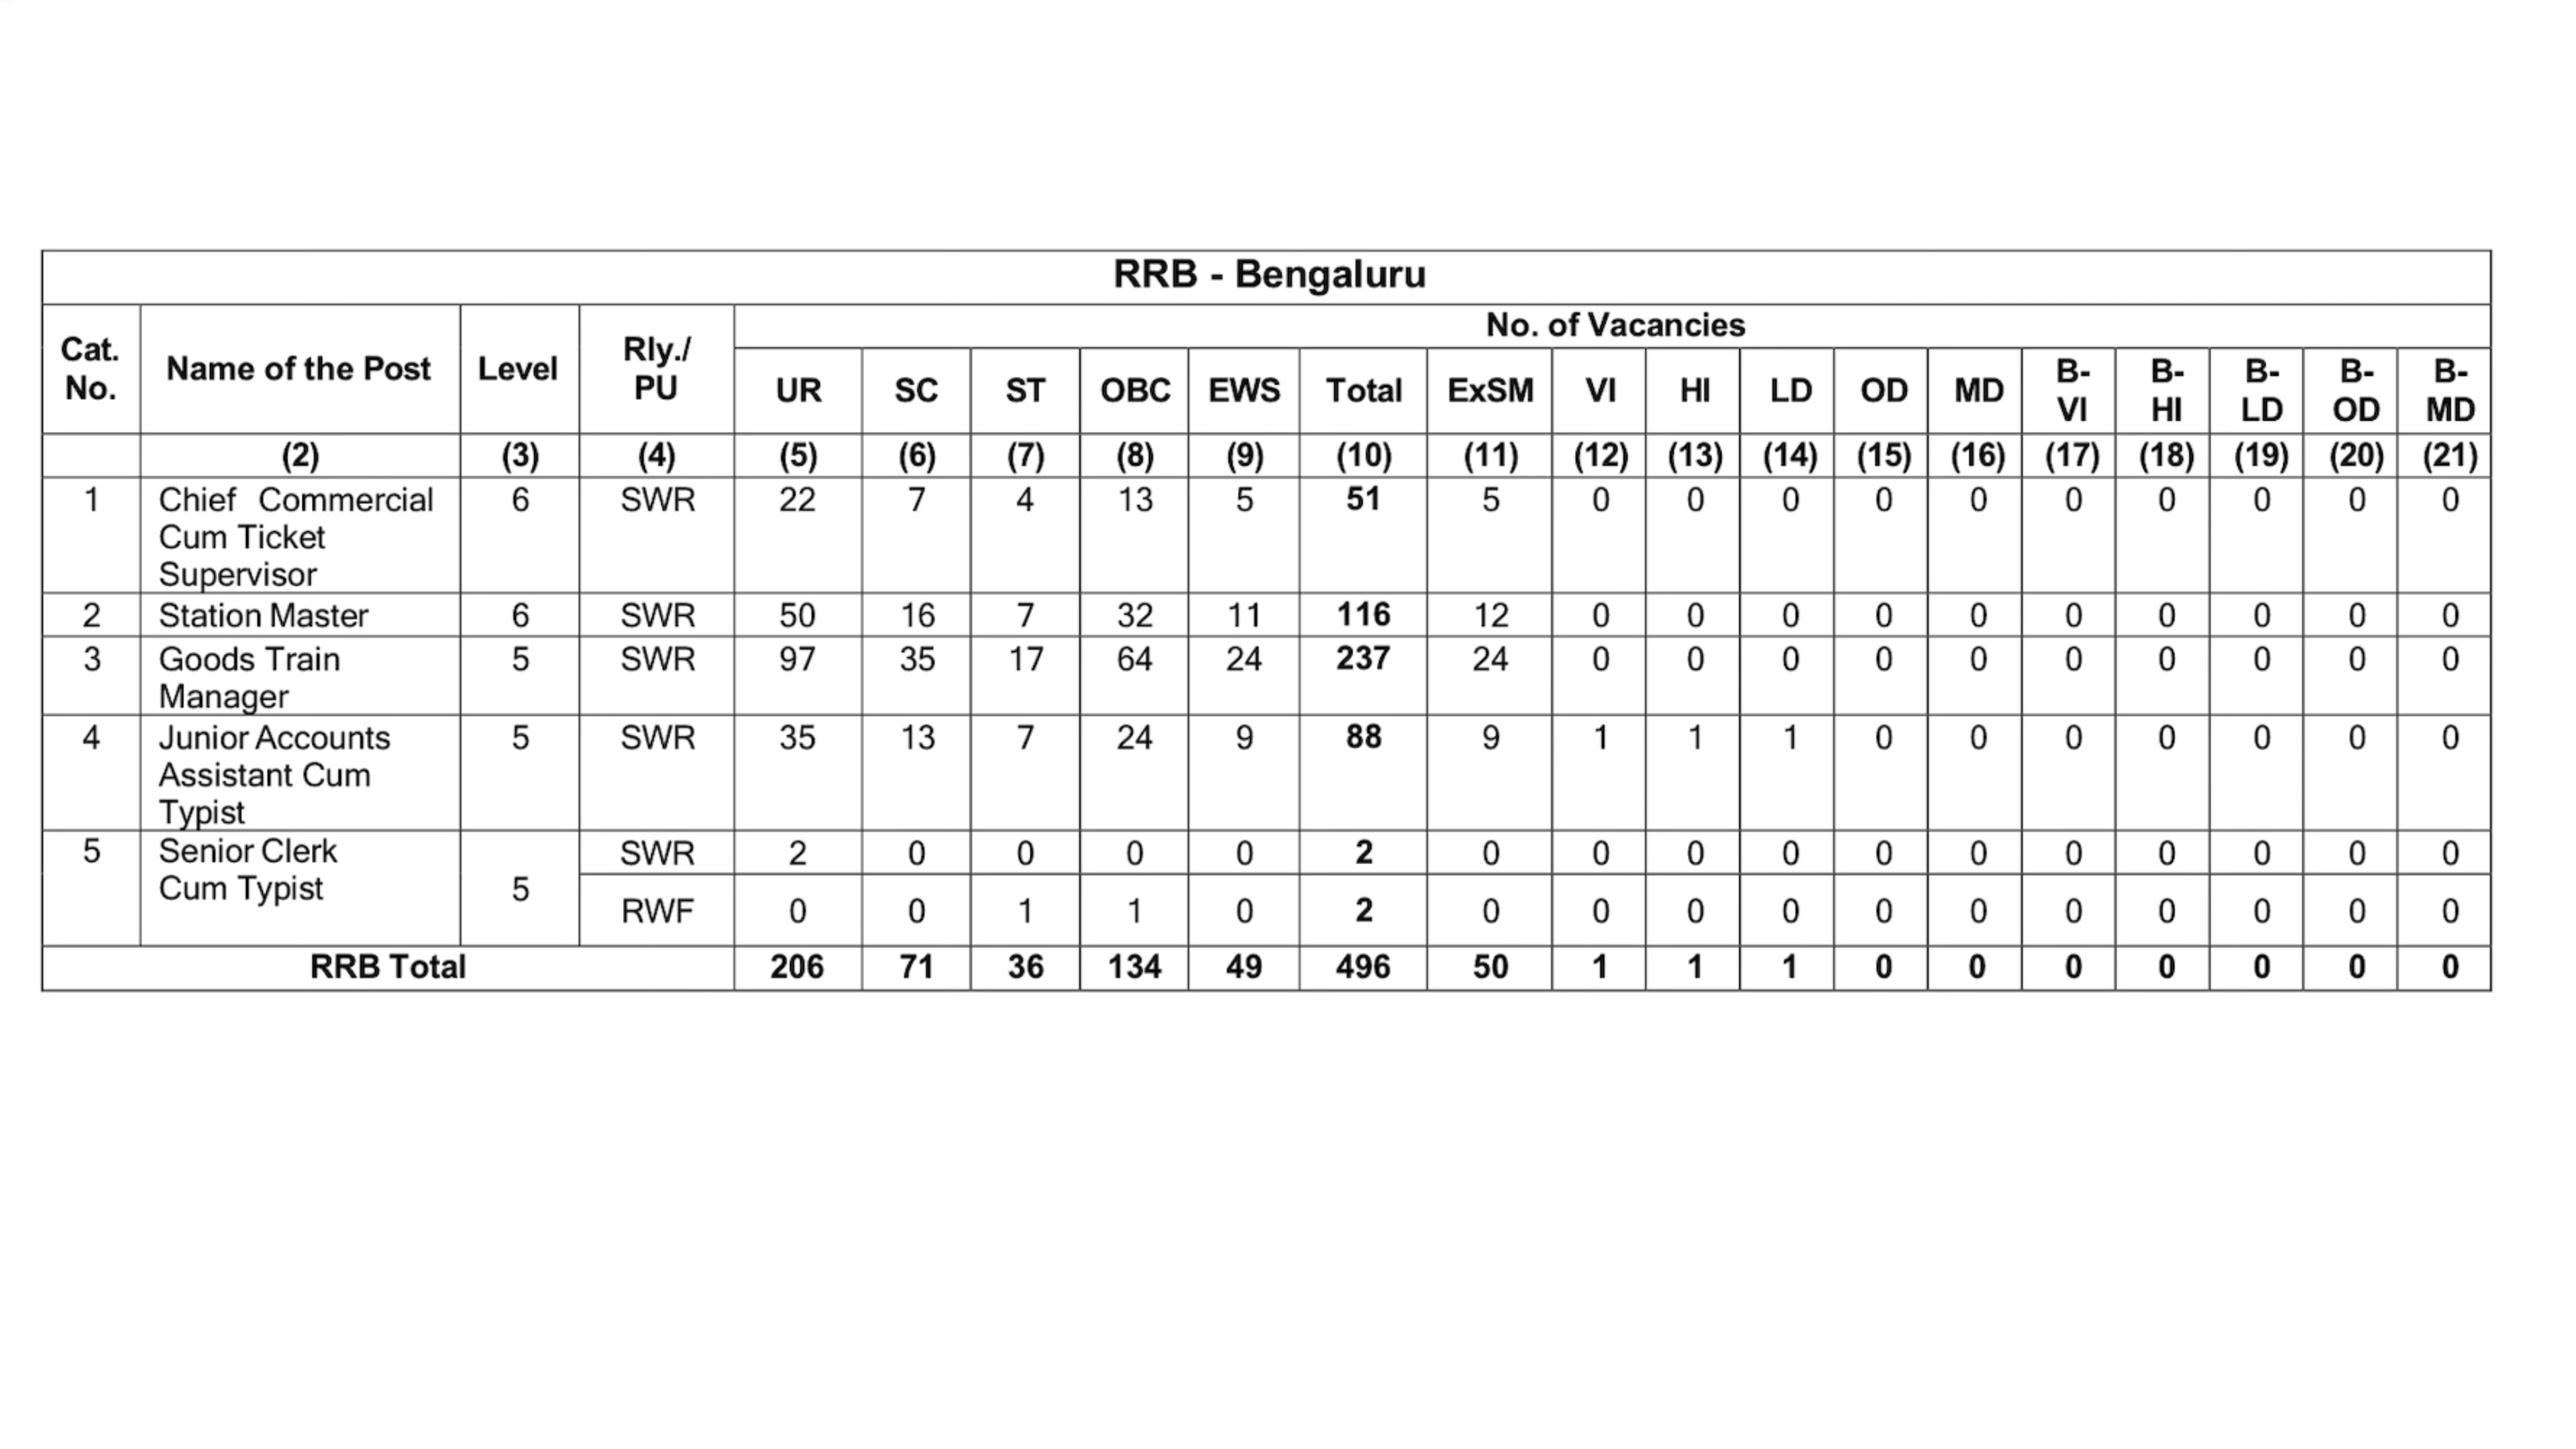 RRB - Bengaluru
Cat. No. Name of the Post Level Rly./ PU No. of Vacancies
UR SC ST OBC EWS Total ExSM VI HI LD OD MD B-VI B-HI B-LD B-OD B-MD
(2) (3) (4) (5) (6) (7) (8) (9) (10) (11) (12) (13) (14) (15) (16) (17) (18) (19) (20) (21)
1 Chief Commercial 6 SWR 22 7 4 13 5 51 5 0 0 0 0 0 0 0 0 0 0
Cum Ticket
Supervisor
2 Station Master 6 SWR 50 16 7 32 11 116 12 0 0 0 0 0 0 0 0 0 0
3 Goods Train 5 SWR 97 35 17 64 24 237 24 0 0 0 0 0 0 0 0 0 0
Manager
4 Junior Accounts 5 SWR 35 13 7 24 9 88 9 1 1 1 0 0 0 0 0 0 0
Assistant Cum
Typist
5 Senior Clerk 5 SWR 2 0 0 0 0 2 0 0 0 0 0 0 0 0 0 0 0
Cum Typist
RWF 0 0 1 1 0 2 0 0 0 0 0 0 0 0 0 0 0
RRB Total 206 71 36 134 49 496 50 1 1 1 0 0 0 0 0 0 0